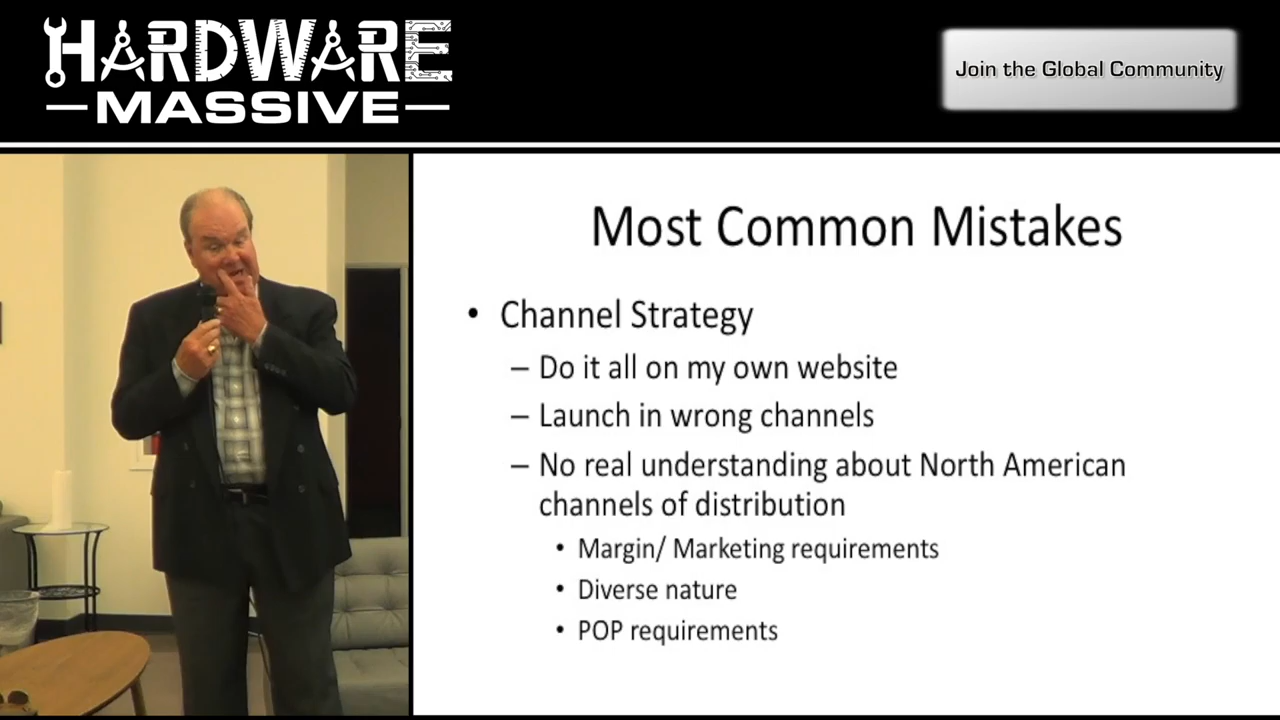 HARDWARE
MASSIVE
Join the Global Community
Most Common Mistakes
• Channel Strategy
– Do it all on my own website
– Launch in wrong channels
– No real understanding about North American
channels of distribution
• Margin/ Marketing requirements
• Diverse nature
• POP requirements